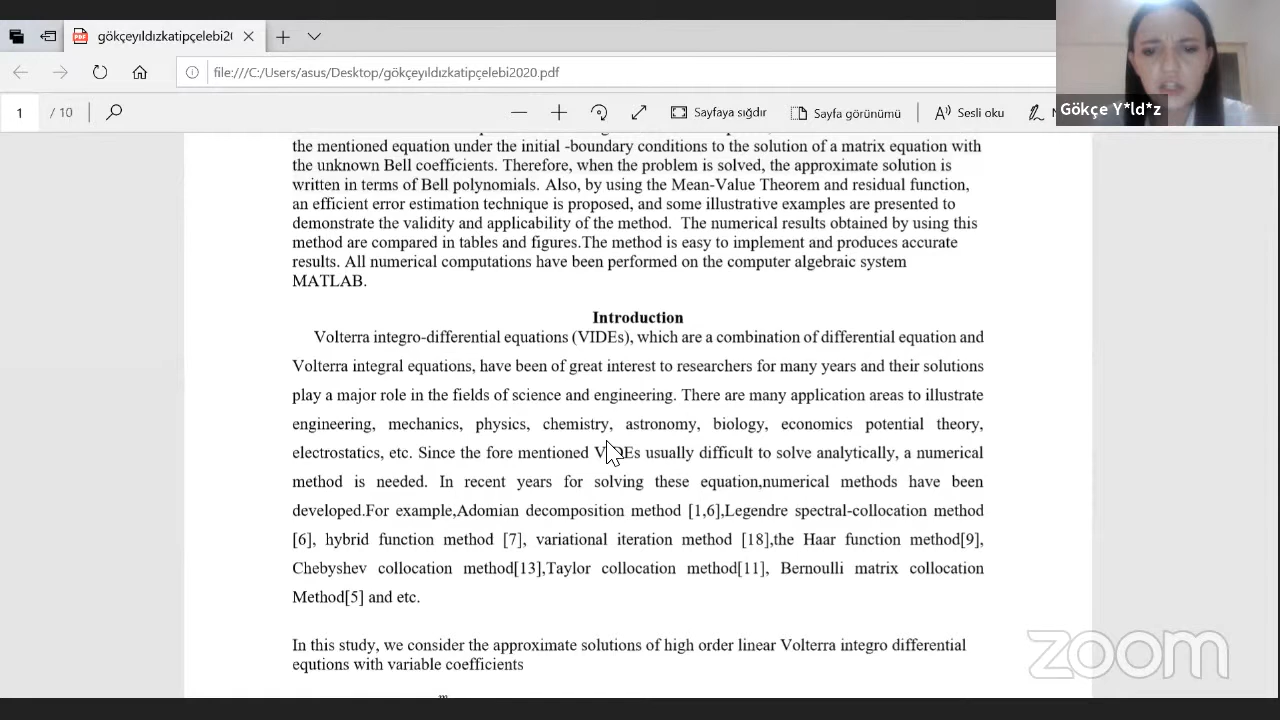 gökçeyıldızkatipçelebi20
file:///C:/Users/asus/Desktop/gökçeyıldızkatipçelebi2020.pdf
1 / 10
Sayfaya sığdır
Sayfa görünümü
Sesli oku
Gökçe Y*ld*z
the mentioned equation under the initial -boundary conditions to the solution of a matrix equation with
the unknown Bell coefficients. Therefore, when the problem is solved, the approximate solution is
written in terms of Bell polynomials. Also, by using the Mean-Value Theorem and residual function,
an efficient error estimation technique is proposed, and some illustrative examples are presented to
demonstrate the validity and applicability of the method. The numerical results obtained by using this
method are compared in tables and figures.The method is easy to implement and produces accurate
results. All numerical computations have been performed on the computer algebraic system
MATLAB.
Introduction
Volterra integro-differential equations (VIDEs), which are a combination of differential equation and
Volterra integral equations, have been of great interest to researchers for many years and their solutions
play a major role in the fields of science and engineering. There are many application areas to illustrate
engineering, mechanics, physics, chemistry, astronomy, biology, economics potential theory,
electrostatics, etc. Since the fore mentioned VIDEs usually difficult to solve analytically, a numerical
method is needed. In recent years for solving these equation,numerical methods have been
developed.For example,Adomian decomposition method [1,6],Legendre spectral-collocation method
[6], hybrid function method [7], variational iteration method [18],the Haar function method[9],
Chebyshev collocation method[13],Taylor collocation method[11], Bernoulli matrix collocation
Method[5] and etc.
In this study, we consider the approximate solutions of high order linear Volterra integro differential
eqution​s with variable coefficients
zoom